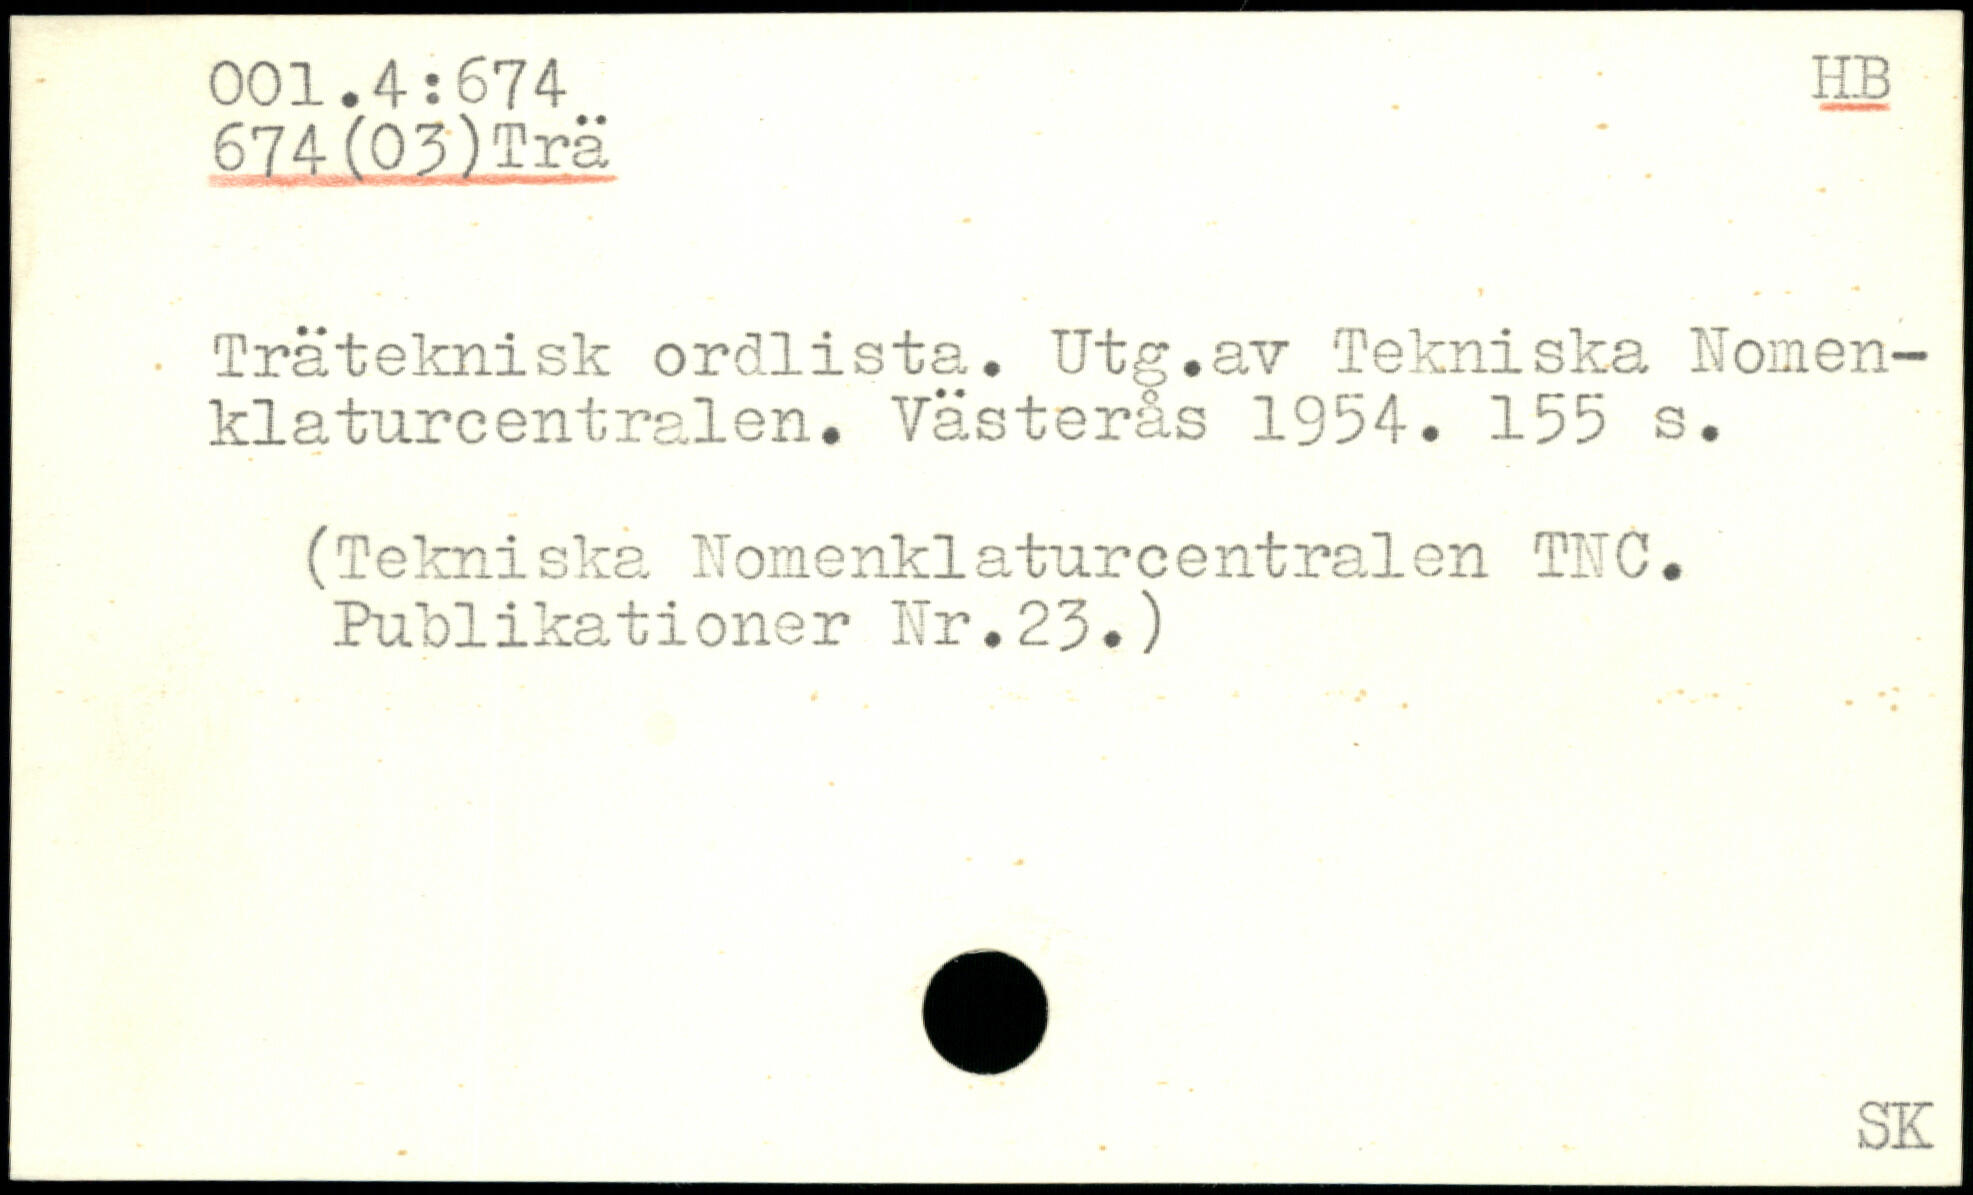 001.4:674
HB
674(03)Trä
Träteknisk ordlista. Utg.av Tekniska Nomen-
klaturcentralen. Västerås 1954. 155 s.
(Tekniska Nomenklaturcentralen TNC.
Publikationer Nr.23.)
SK